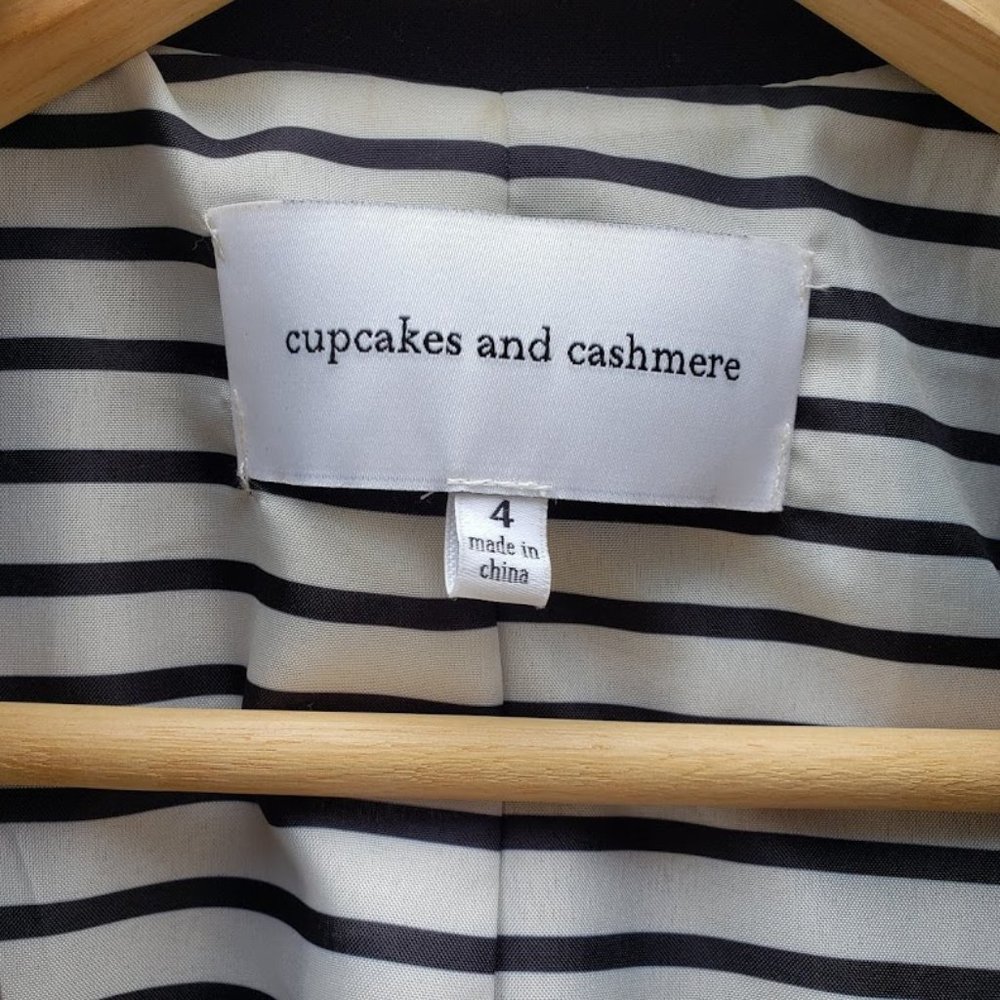 cupcakes and cashmere
4
made in
china